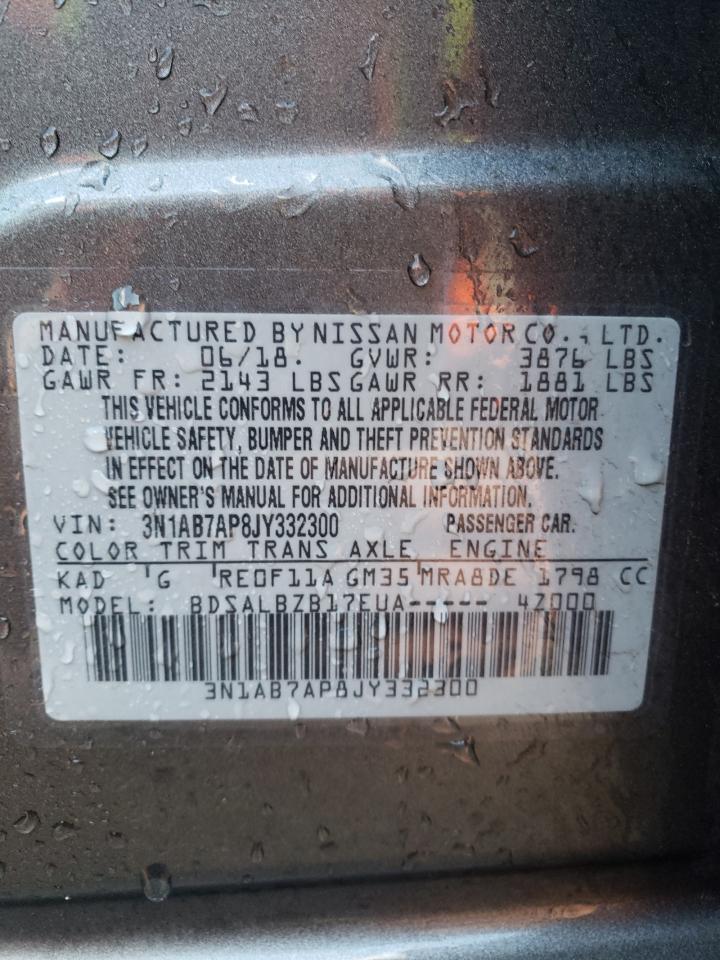 MANUFACTURED BY NISSAN MOTOR CO., LTD.
DATE: 06/18. GVWR: 3876 LBS
GAWR FR: 2143 LBS GAWR RR: 1881 LBS
THIS VEHICLE CONFORMS TO ALL APPLICABLE FEDERAL MOTOR
VEHICLE SAFETY, BUMPER AND THEFT PREVENTION STANDARDS
IN EFFECT ON THE DATE OF MANUFACTURE SHOWN ABOVE.
SEE OWNER'S MANUAL FOR ADDITIONAL INFORMATION.
VIN: 3N1AB7AP8JY332300 PASSENGER CAR.
COLOR TRIM TRANS AXLE ENGINE
KAD G RE0F11A GM35 MRA8DE 1798 CC
MODEL: BDSALBZB17EUA----- 4Z000
3N1AB7AP8JY332300